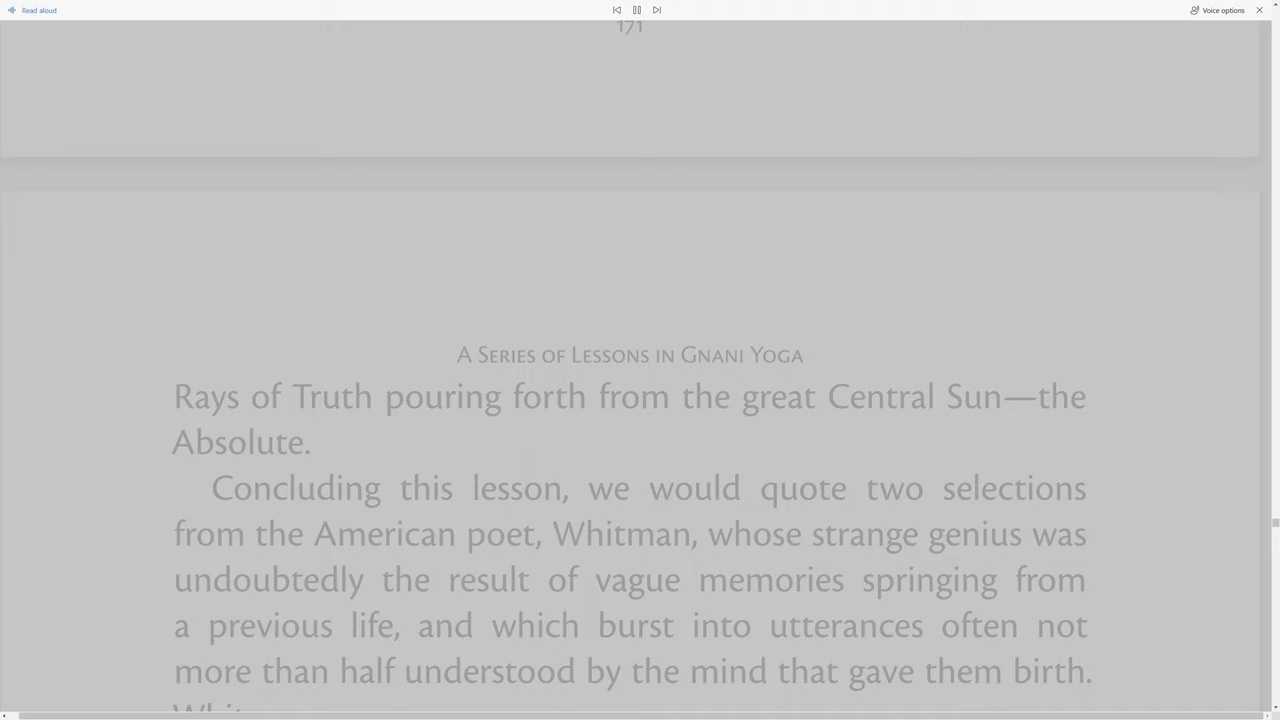 Read aloud
Voice options
171
A Series of Lessons in Gnani Yoga
Rays of Truth pouring forth from the great Central Sun—the
Absolute.
Concluding this lesson, we would quote two selections
from the American poet, Whitman, whose strange genius was
undoubtedly the result of vague memories springing from
a previous life, and which burst into utterances often not
more than half understood by the mind that gave them birth.